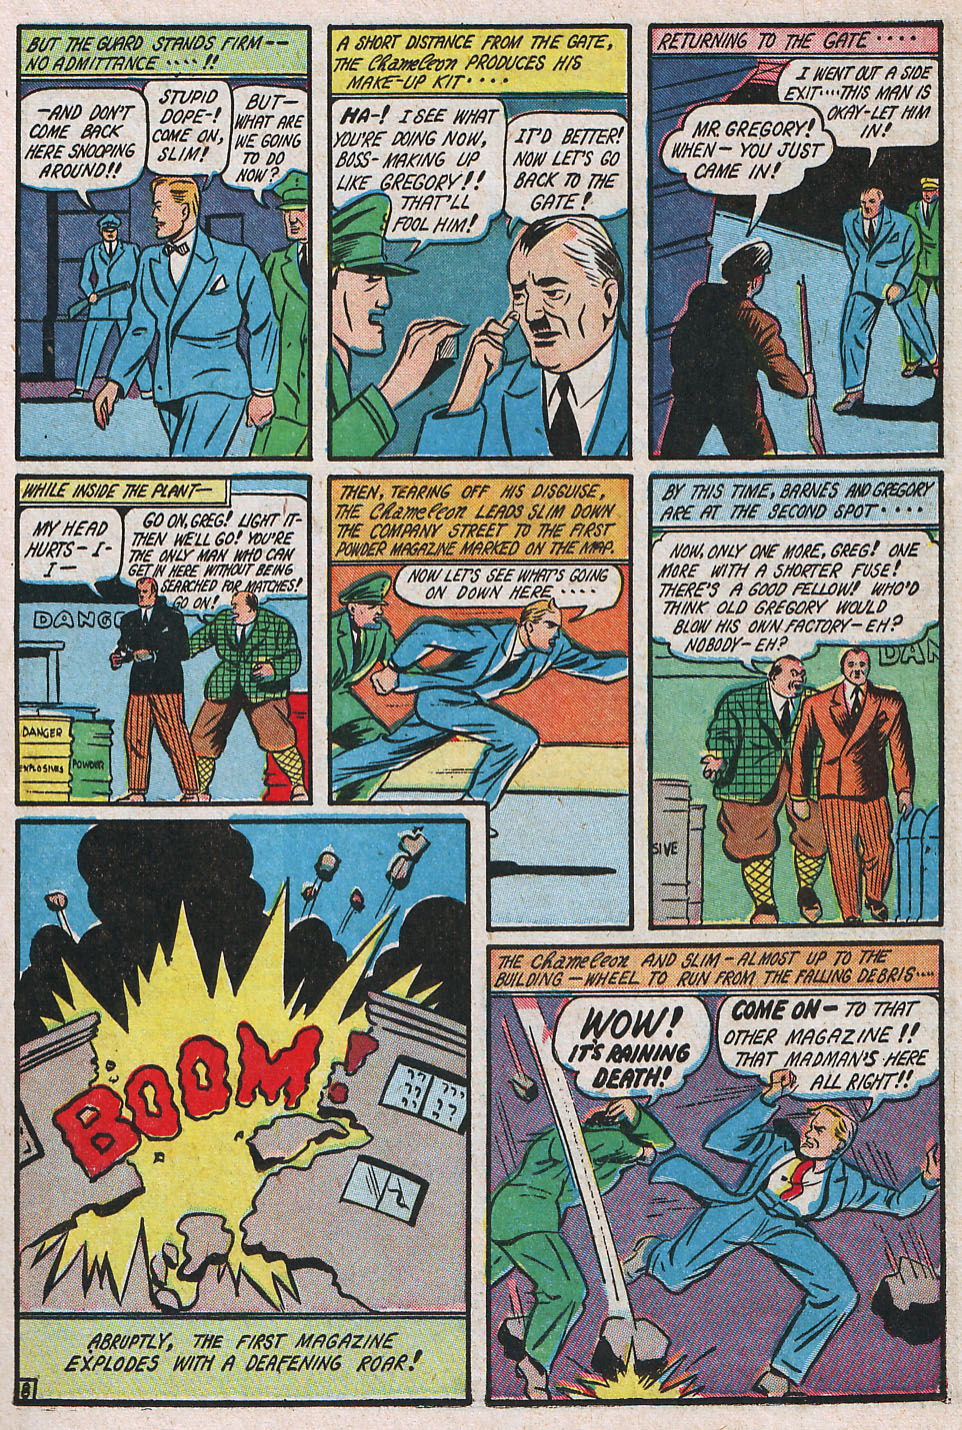 BUT THE GUARD STANDS FIRM--
NO ADMITTANCE ·····!!
—AND DON'T
COME BACK
HERE SNOOPING
AROUND!!
STUPID
DOPE-!
COME ON,
SLIM!
BUT—
WHAT ARE
WE GOING
TO DO
NOW?
A SHORT DISTANCE FROM THE GATE,
THE Chameleon PRODUCES HIS
MAKE-UP KIT····
HA-! I SEE WHAT
YOU'RE DOING NOW,
BOSS-MAKING UP
LIKE GREGORY!!
THAT'LL
FOOL HIM!
IT'D BETTER!
NOW LET'S GO
BACK TO THE
GATE!
RETURNING TO THE GATE ····
I WENT OUT A SIDE
EXIT····THIS MAN IS
OKAY-LET HIM
IN!
MR GREGORY!
WHEN— YOU JUST
CAME IN!
WHILE INSIDE THE PLANT—
MY HEAD
HURTS— I-
I—
GO ON, GREG! LIGHT IT-
THEN WE'LL GO! YOU'RE
THE ONLY MAN WHO CAN
GET IN HERE WITHOUT BEING
SEARCHED FOR MATCHES!
GO ON!
DANG
DANGER
EXPLOSIVES
POWDER
THEN, TEARING OFF HIS DISGUISE,
THE Chameleon LEADS SLIM DOWN
THE COMPANY STREET TO THE FIRST
POWDER MAGAZINE MARKED ON THE MAP.
NOW LET'S SEE WHAT'S GOING
ON DOWN HERE ····
BY THIS TIME, BARNES AND GREGORY
ARE AT THE SECOND SPOT ····
NOW, ONLY ONE MORE, GREG! ONE
MORE WITH A SHORTER FUSE!
THERE'S A GOOD FELLOW! WHO'D
THINK OLD GREGORY WOULD
BLOW HIS OWN FACTORY— EH?
NOBODY— EH?
DAN
SIVE
BOOM!
ABRUPTLY, THE FIRST MAGAZINE
EXPLODES WITH A DEAFENING ROAR!
8
THE Chameleon AND SLIM— ALMOST UP TO THE
BUILDING— WHEEL TO RUN FROM THE FALLING DEBRIS····
WOW!
IT'S RAINING
DEATH!
COME ON— TO THAT
OTHER MAGAZINE!!
THAT MADMAN'S HERE
ALL RIGHT!!